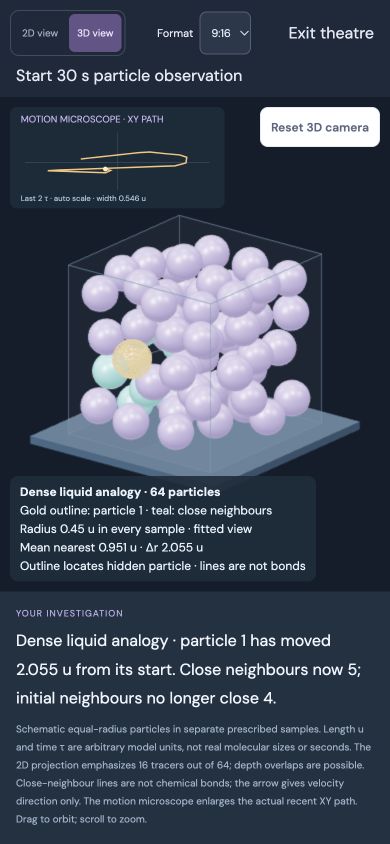 2D view
3D view
Format
9:16
Exit theatre
Start 30 s particle observation
MOTION MICROSCOPE · XY PATH
Last 2 τ · auto scale · width 0.546 u
Reset 3D camera
Dense liquid analogy · 64 particles
Gold outline: particle 1 · teal: close neighbours
Radius 0.45 u in every sample · fitted view
Mean nearest 0.951 u · Δr 2.055 u
Outline locates hidden particle · lines are not bonds
YOUR INVESTIGATION
Dense liquid analogy · particle 1 has moved
2.055 u from its start. Close neighbours now 5;
initial neighbours no longer close 4.
Schematic equal-radius particles in separate prescribed samples. Length u
and time τ are arbitrary model units, not real molecular sizes or seconds. The
2D projection emphasizes 16 tracers out of 64; depth overlaps are possible.
Close-neighbour lines are not chemical bonds; the arrow gives velocity
direction only. The motion microscope enlarges the actual recent XY path.
Drag to orbit; scroll to zoom.